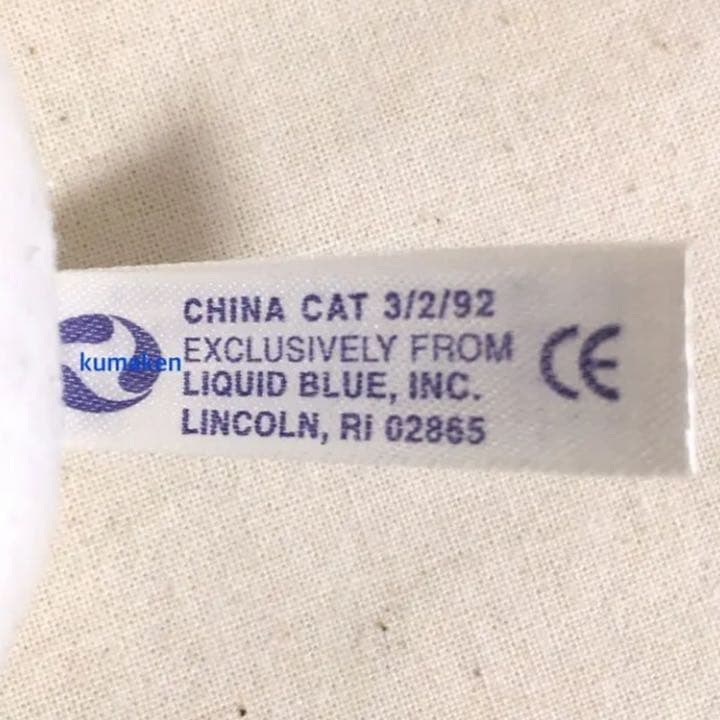 CHINA CAT 3/2/92
EXCLUSIVELY FROM
LIQUID BLUE, INC.
LINCOLN, RI 02865
CE
kumaken